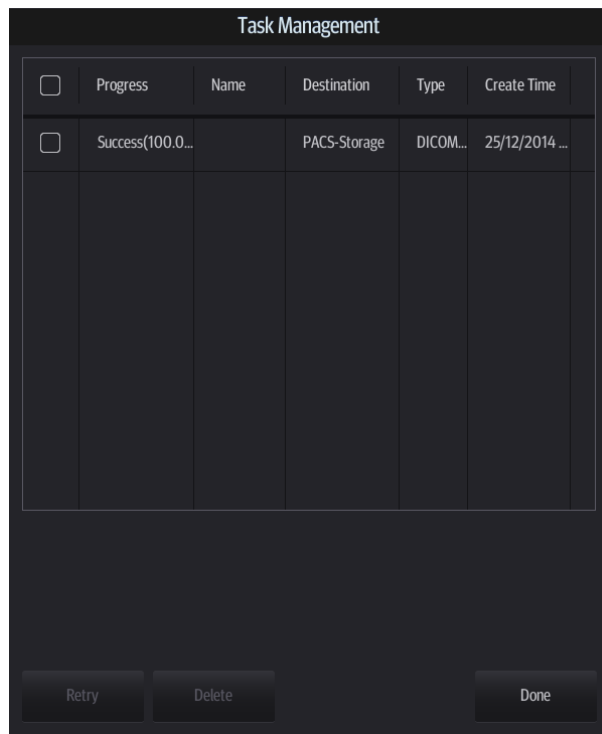 Task Management
Progress Name Destination Type Create Time
Success(100.0... PACS-Storage DICOM... 25/12/2014 ...
Retry Delete Done